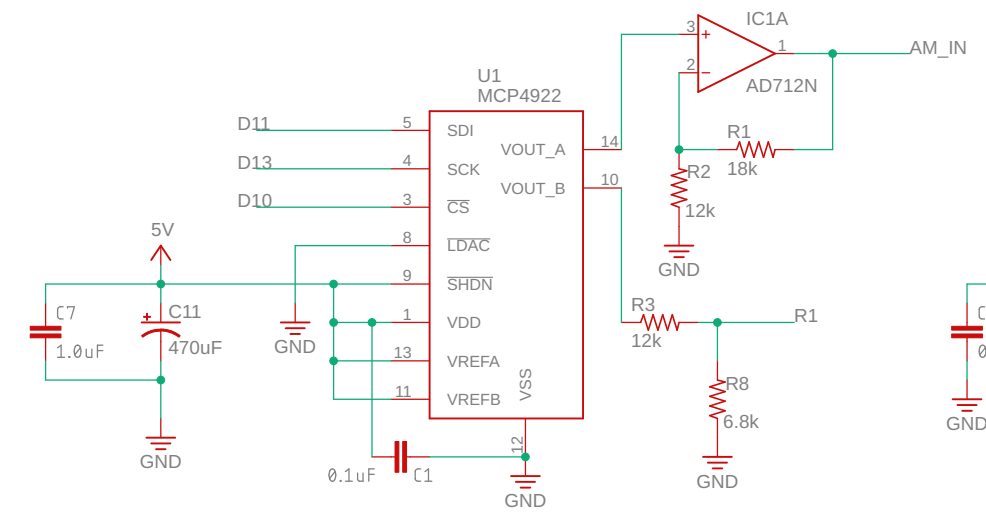 IC1A
3
+
1
AM_IN
2
−
AD712N
U1
MCP4922
D11
5
SDI
14
VOUT_A
R1
18k
D13
4
SCK
10
VOUT_B
R2
12k
D10
3
CS
5V
8
LDAC
GND
9
SHDN
C7
1.0uF
+
C11
470uF
GND
1
VDD
R3
12k
R1
13
VREFA
11
VREFB
VSS
12
R8
6.8k
GND
GND
0.1uF
C1
GND
GND
GND